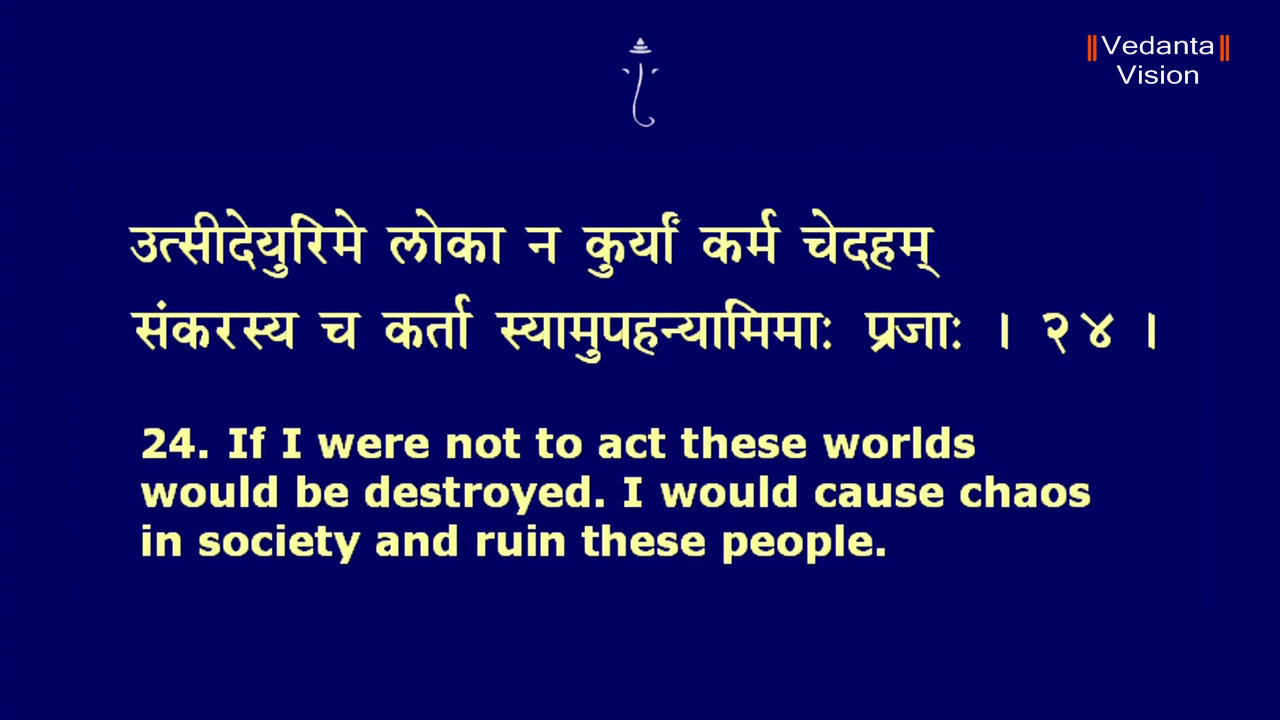 ||Vedanta||
Vision
उत्सीदेयुरिमे लोका न कुर्यां कर्म चेदहम्
संकरस्य च कर्ता स्यामुपहन्यामिमाः प्रजाः । २४ ।
24. If I were not to act these worlds
would be destroyed. I would cause chaos
in society and ruin these people.